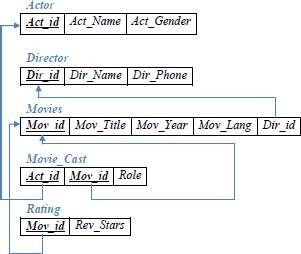 Actor
Act_id Act_Name Act_Gender
Director
Dir_id Dir_Name Dir_Phone
Movies
Mov_id Mov_Title Mov_Year Mov_Lang Dir_id
Movie_Cast
Act_id Mov_id Role
Rating
Mov_id Rev_Stars